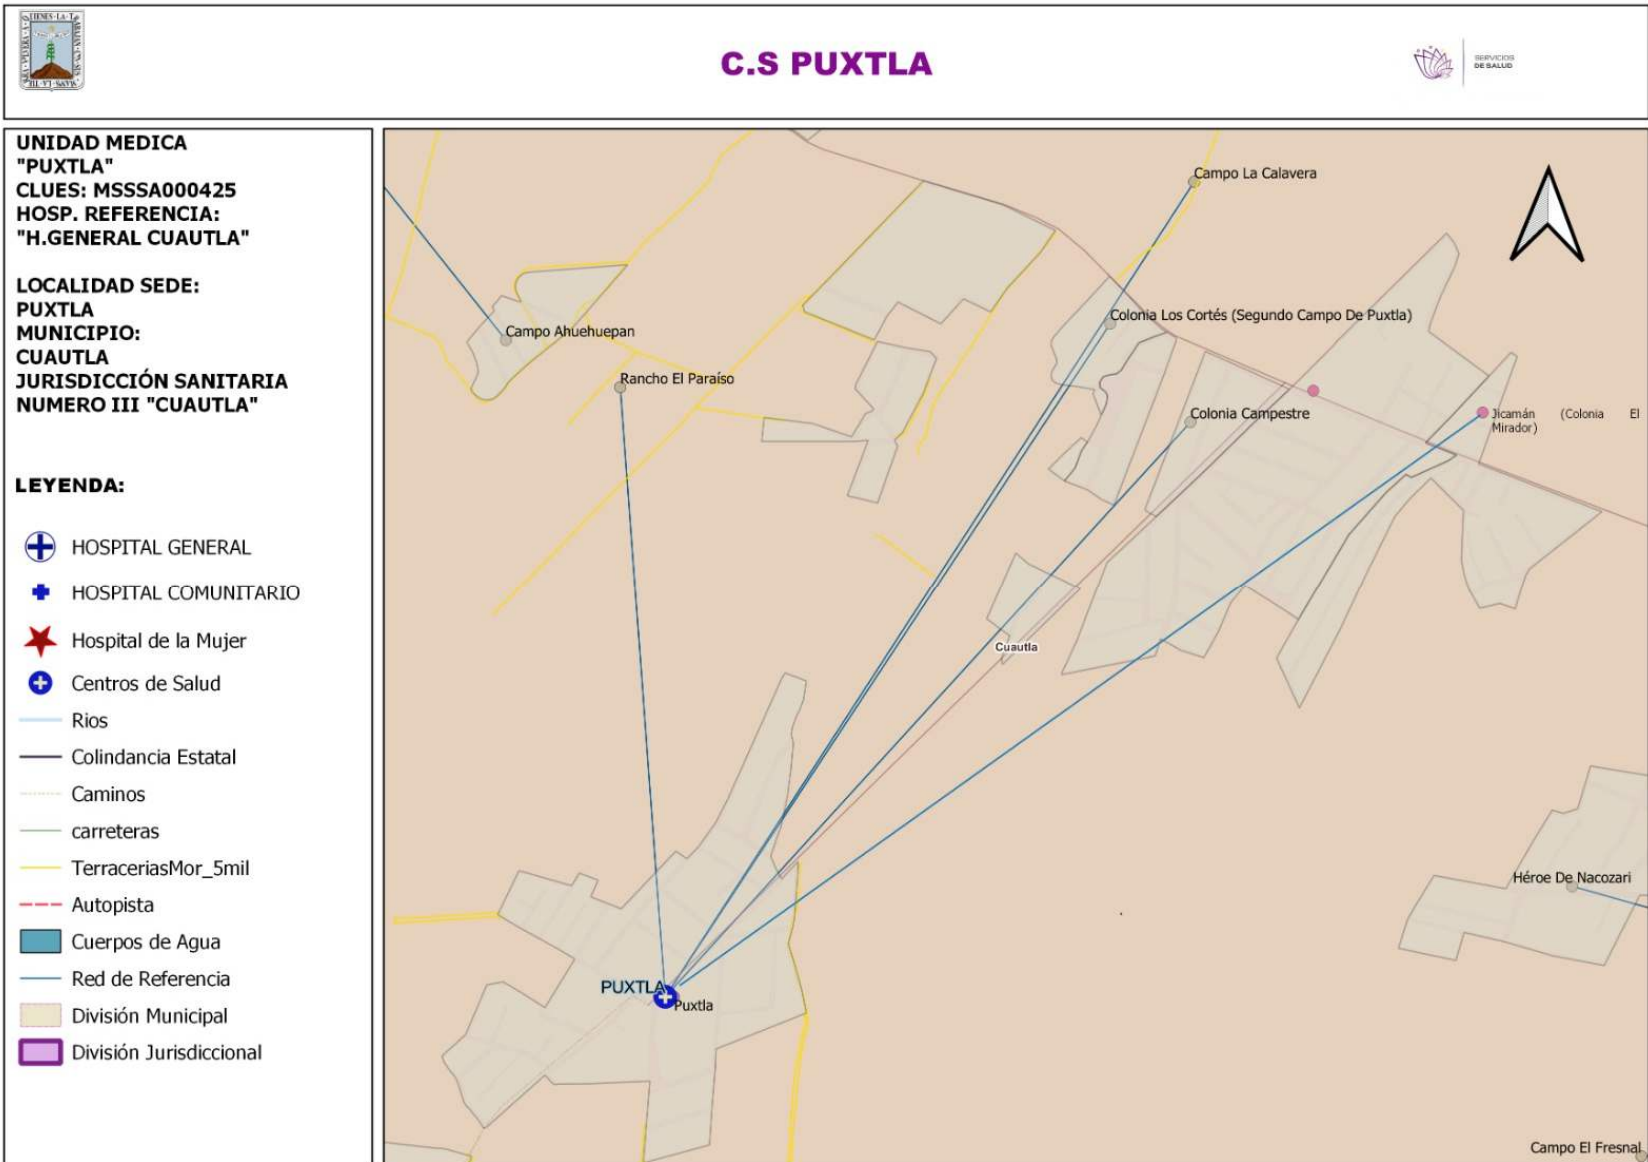 C.S PUXTLA
SERVICIOS
DE SALUD
UNIDAD MEDICA
"PUXTLA"
CLUES: MSSSA000425
HOSP. REFERENCIA:
"H.GENERAL CUAUTLA"
LOCALIDAD SEDE:
PUXTLA
MUNICIPIO:
CUAUTLA
JURISDICCIÓN SANITARIA
NUMERO III "CUAUTLA"
LEYENDA:
HOSPITAL GENERAL
HOSPITAL COMUNITARIO
Hospital de la Mujer
Centros de Salud
Rios
Colindancia Estatal
Caminos
carreteras
TerraceriasMor_5mil
Autopista
Cuerpos de Agua
Red de Referencia
División Municipal
División Jurisdiccional
Campo La Calavera
Colonia Los Cortés (Segundo Campo De Puxtla)
Campo Ahuehuepan
Rancho El Paraíso
Colonia Campestre
Jicamán (Colonia El
Mirador)
Cuautla
Héroe De Nacozari
PUXTLA
Puxtla
Campo El Fresnal